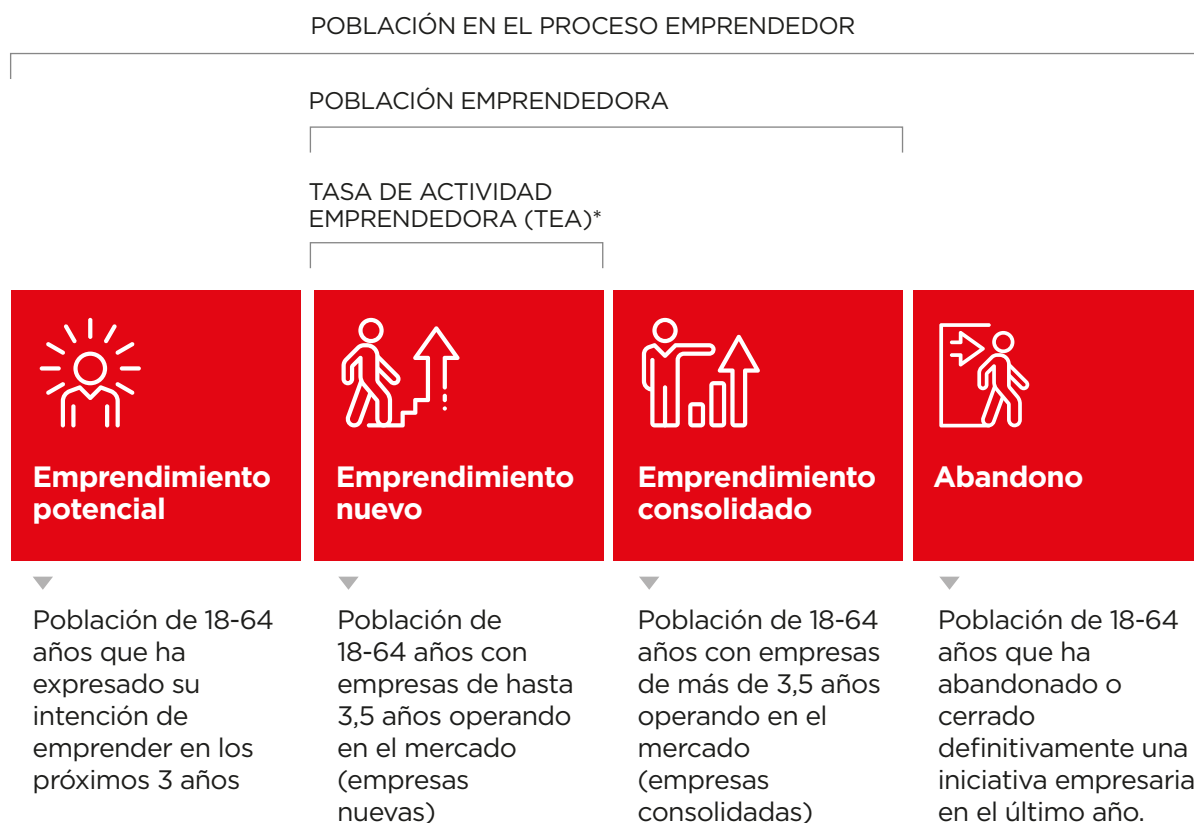 POBLACIÓN EN EL PROCESO EMPRENDEDOR
POBLACIÓN EMPRENDEDORA
TASA DE ACTIVIDAD
EMPRENDEDORA (TEA)*
Emprendimiento
potencial
Población de 18-64
años que ha
expresado su
intención de
emprender en los
próximos 3 años
Emprendimiento
nuevo
Población de
18-64 años con
empresas de hasta
3,5 años operando
en el mercado
(empresas
nuevas)
Emprendimiento
consolidado
Población de 18-64
años con empresas
de más de 3,5 años
operando en el
mercado
(empresas
consolidadas)
Abandono
Población de 18-64
años que ha
abandonado o
cerrado
definitivamente una
iniciativa empresaria
en el último año.